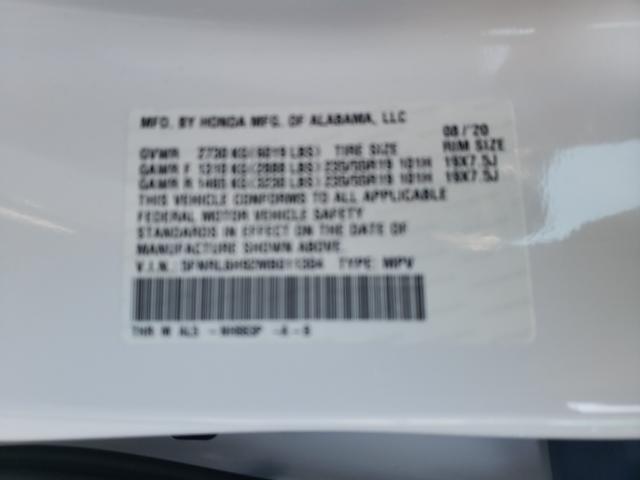 MFD. BY HONDA MFG. OF ALABAMA, LLC 08/'20
GVWR 2730 KG(6019 LBS) TIRE SIZE RIM SIZE
GAWR F 1310 KG(2888 LBS) 235/55R19 101H 19X7.5J
GAWR R 1465 KG(3230 LBS) 235/55R19 101H 19X7.5J
THIS VEHICLE CONFORMS TO ALL APPLICABLE
FEDERAL MOTOR VEHICLE SAFETY
STANDARDS IN EFFECT ON THE DATE OF
MANUFACTURE SHOWN ABOVE.
V.I.N.: TYPE: MPV